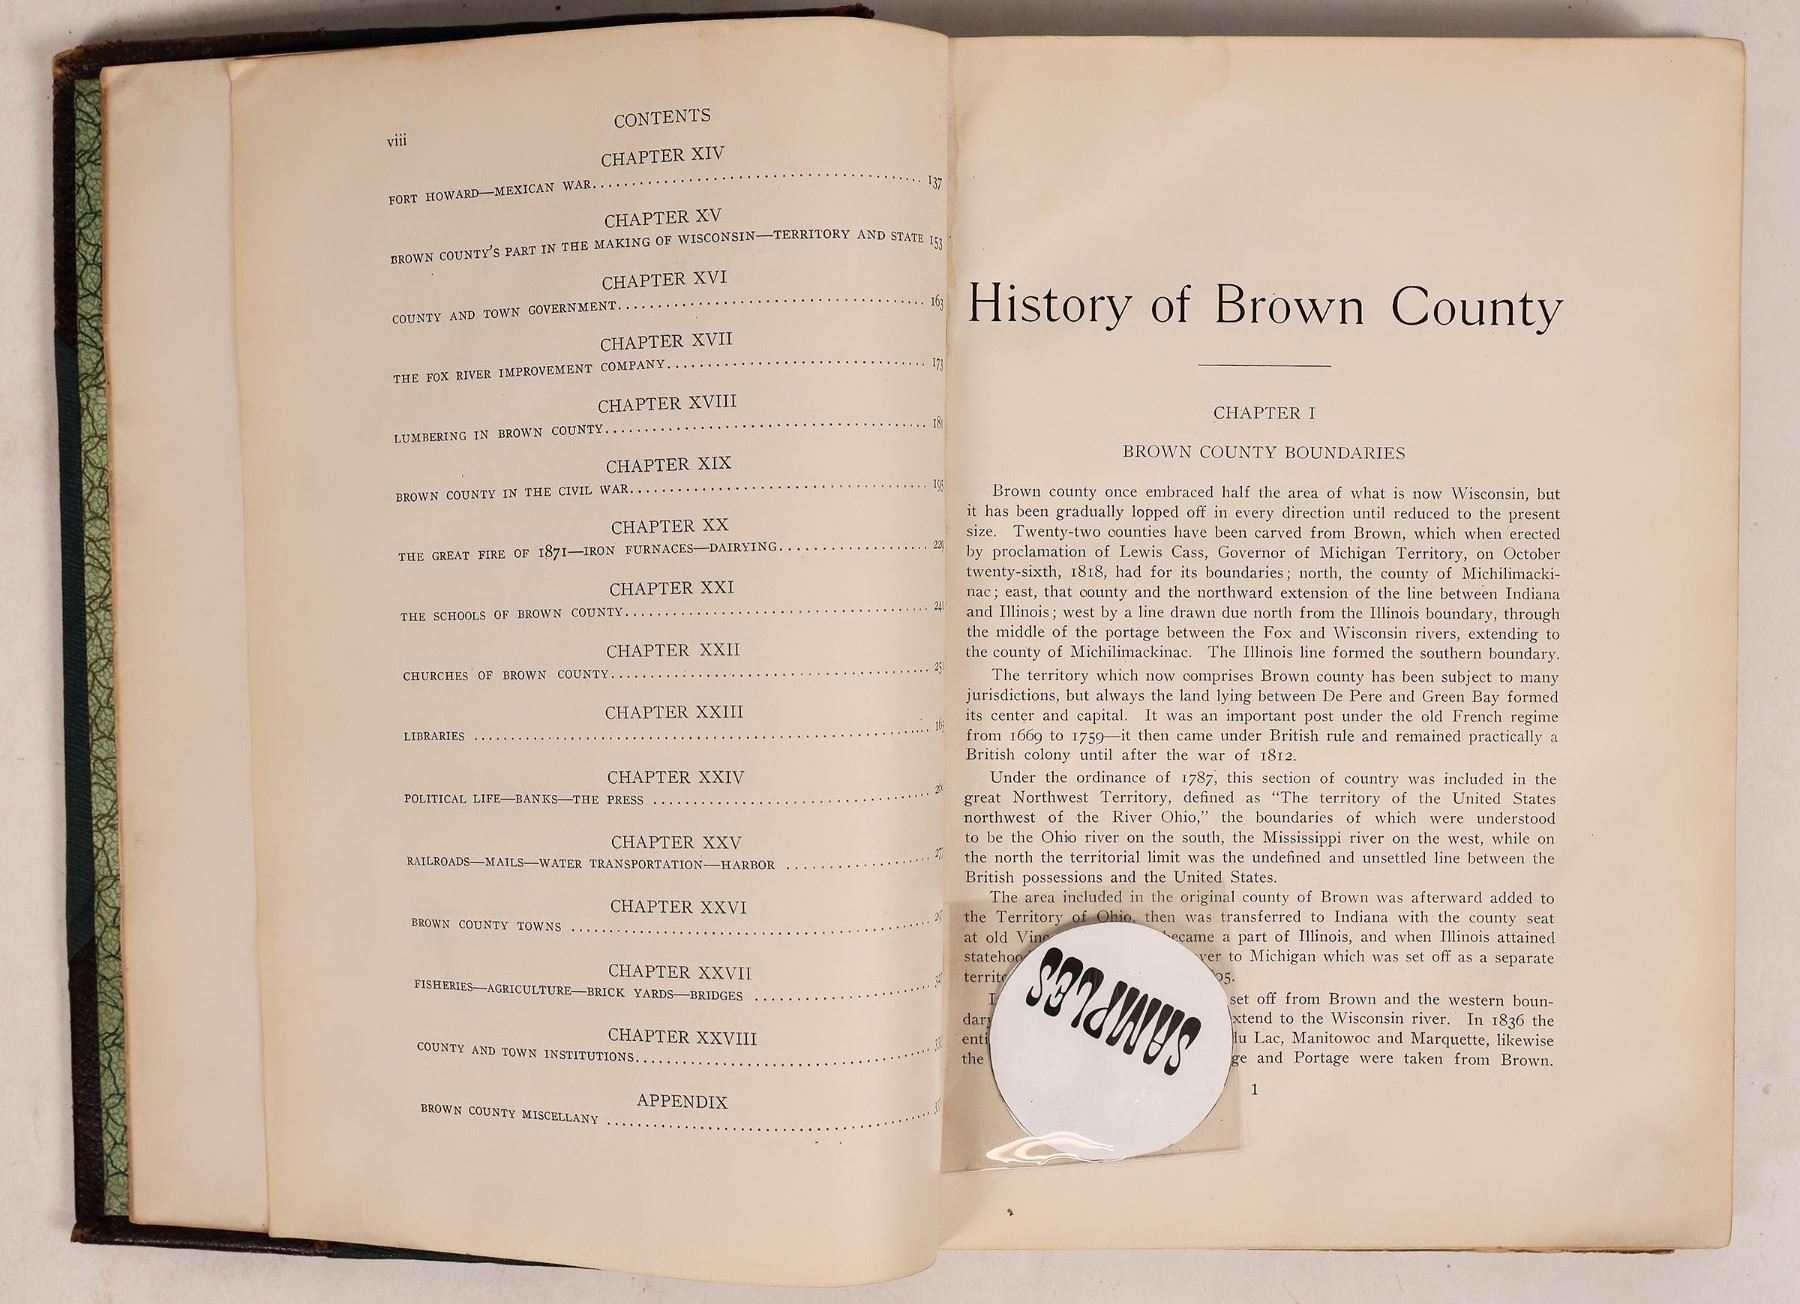 CONTENTS
viii
CHAPTER XIV
FORT HOWARD—MEXICAN WAR 137
CHAPTER XV
BROWN COUNTY'S PART IN THE MAKING OF WISCONSIN—TERRITORY AND STATE 153
CHAPTER XVI
COUNTY AND TOWN GOVERNMENT 163
CHAPTER XVII
THE FOX RIVER IMPROVEMENT COMPANY 173
CHAPTER XVIII
LUMBERING IN BROWN COUNTY 181
CHAPTER XIX
BROWN COUNTY IN THE CIVIL WAR 195
CHAPTER XX
THE GREAT FIRE OF 1871—IRON FURNACES—DAIRYING 229
CHAPTER XXI
THE SCHOOLS OF BROWN COUNTY
CHAPTER XXII
CHURCHES OF BROWN COUNTY
CHAPTER XXIII
LIBRARIES
CHAPTER XXIV
POLITICAL LIFE—BANKS—THE PRESS
CHAPTER XXV
RAILROADS—MAILS—WATER TRANSPORTATION—HARBOR
CHAPTER XXVI
BROWN COUNTY TOWNS
CHAPTER XXVII
FISHERIES—AGRICULTURE—BRICK YARDS—BRIDGES
CHAPTER XXVIII
COUNTY AND TOWN INSTITUTIONS
APPENDIX
BROWN COUNTY MISCELLANY
History of Brown County
CHAPTER I
BROWN COUNTY BOUNDARIES
Brown county once embraced half the area of what is now Wisconsin, but
it has been gradually lopped off in every direction until reduced to the present
size. Twenty-two counties have been carved from Brown, which when erected
by proclamation of Lewis Cass, Governor of Michigan Territory, on October
twenty-sixth, 1818, had for its boundaries; north, the county of Michilimacki-
nac; east, that county and the northward extension of the line between Indiana
and Illinois; west by a line drawn due north from the Illinois boundary, through
the middle of the portage between the Fox and Wisconsin rivers, extending to
the county of Michilimackinac. The Illinois line formed the southern boundary.
The territory which now comprises Brown county has been subject to many
jurisdictions, but always the land lying between De Pere and Green Bay formed
its center and capital. It was an important post under the old French regime
from 1669 to 1759—it then came under British rule and remained practically a
British colony until after the war of 1812.
Under the ordinance of 1787, this section of country was included in the
great Northwest Territory, defined as "The territory of the United States
northwest of the River Ohio," the boundaries of which were understood
to be the Ohio river on the south, the Mississippi river on the west, while on
the north the territorial limit was the undefined and unsettled line between the
British possessions and the United States.
The area included in the original county of Brown was afterward added to
the Territory of Ohio, then was transferred to Indiana with the county seat
at old became a part of Illinois, and when Illinois attained
to Michigan which was set off as a separate
set off from Brown and the western boun-
to the Wisconsin river. In 1836 the
Lac, Manitowoc and Marquette, likewise
the and Portage were taken from Brown.
1
SAMPLES